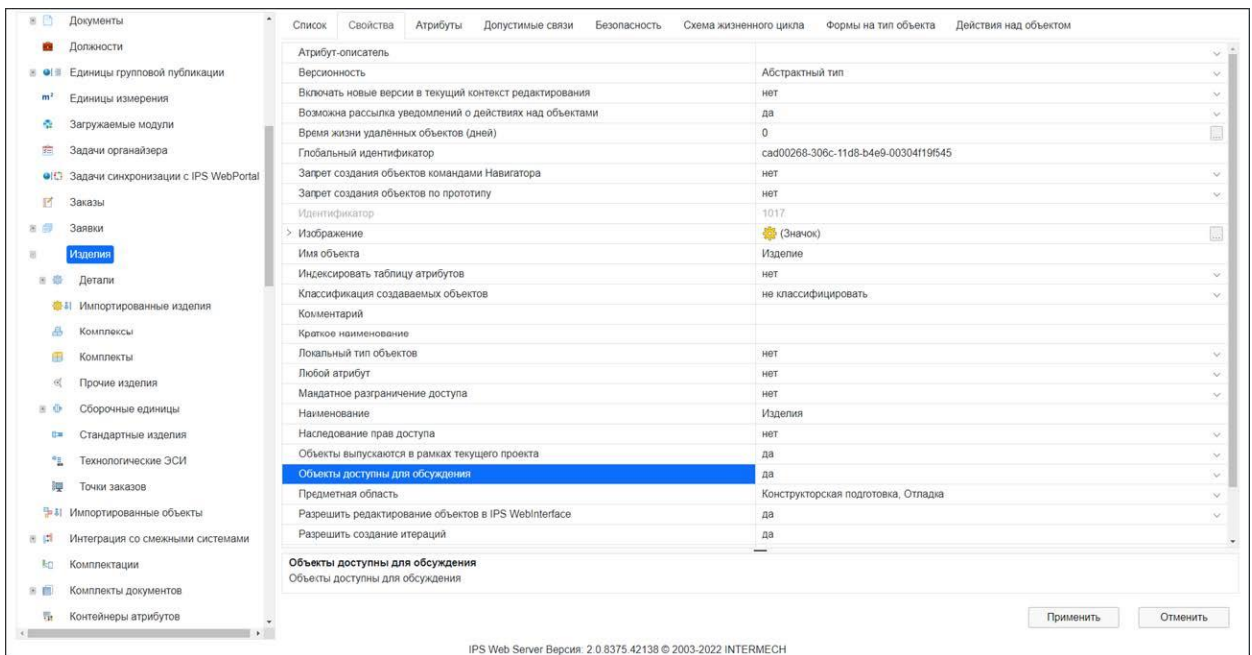 Документы
Должности
Единицы групповой публикации
Единицы измерения
Загружаемые модули
Задачи органайзера
Задачи синхронизации с IPS WebPortal
Заказы
Заявки
Изделия
Детали
Импортированные изделия
Комплексы
Комплекты
Прочие изделия
Сборочные единицы
Стандартные изделия
Технологические ЭСИ
Точки заказов
Импортированные объекты
Интеграция со смежными системами
Комплектации
Комплекты документов
Контейнеры атрибутов
Список Свойства Атрибуты Допустимые связи Безопасность Схема жизненного цикла Формы на тип объекта Действия над объектом
Атрибут-описатель
Версионность Абстрактный тип
Включать новые версии в текущий контекст редактирования нет
Возможна рассылка уведомлений о действиях над объектами да
Время жизни удалённых объектов (дней) 0
Глобальный идентификатор cad00268-306c-11d8-b4e9-00304f19f545
Запрет создания объектов командами Навигатора нет
Запрет создания объектов по прототипу нет
Идентификатор 1017
Изображение (Значок)
Имя объекта Изделие
Индексировать таблицу атрибутов нет
Классификация создаваемых объектов не классифицировать
Комментарий
Краткое наименование
Локальный тип объектов нет
Любой атрибут нет
Мандатное разграничение доступа нет
Наименование Изделия
Наследование прав доступа нет
Объекты выпускаются в рамках текущего проекта да
Объекты доступны для обсуждения да
Предметная область Конструкторская подготовка, Отладка
Разрешить редактирование объектов в IPS WebInterface да
Разрешить создание итераций да
Объекты доступны для обсуждения
Объекты доступны для обсуждения
Применить Отменить
IPS Web Server Версия: 2.0.8375.42138 © 2003-2022 INTERMECH